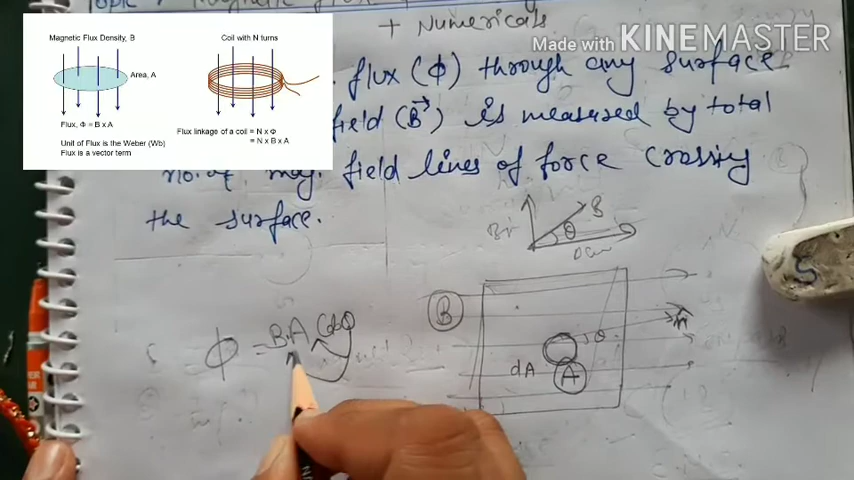 + Numericals
Made with KINEMASTER
Magnetic Flux Density, B
Coil with N turns
Area, A
Flux, Φ = B x A
Flux linkage of a coil = N x Φ
= N x B x A
Unit of Flux is the Weber (Wb)
Flux is a vector term
flux (ϕ) through any surface
field (B⃗) is measured by total
no. of mag. field lines of force crossing
the surface.
B
θ
B
θ
n̂
dA
A
ϕ = B.A Cosθ